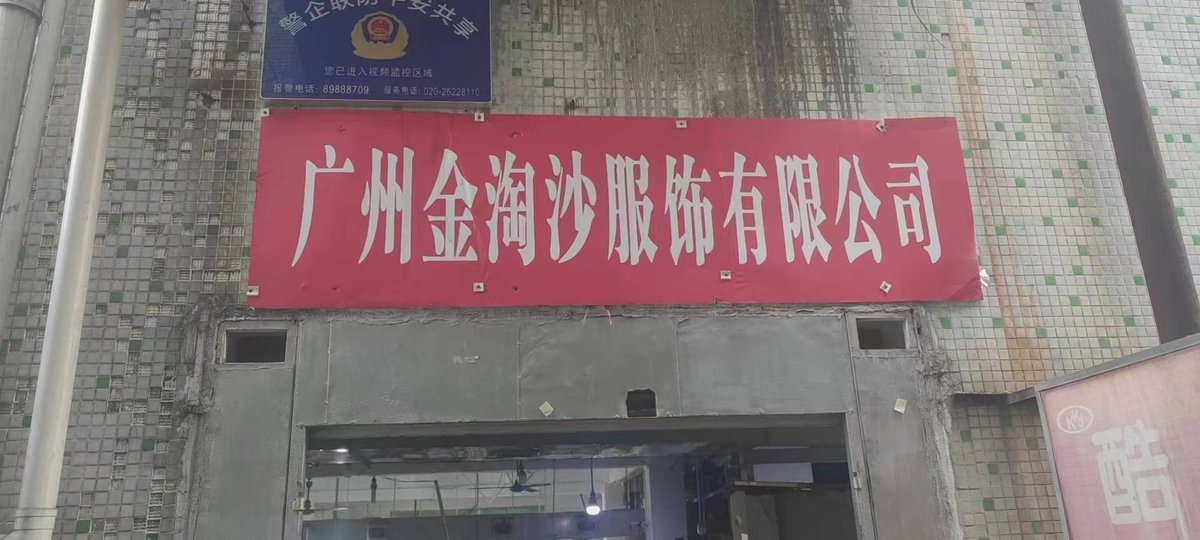 警企联防平安共享
您已进入视频监控区域
报警电话：89888709 服务电话：020-26228110
广州金淘沙服饰有限公司
酷